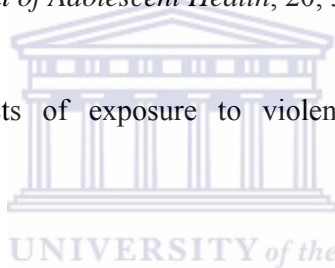 of Adolescent Health, 20,
ts of exposure to violen
UNIVERSITY of the